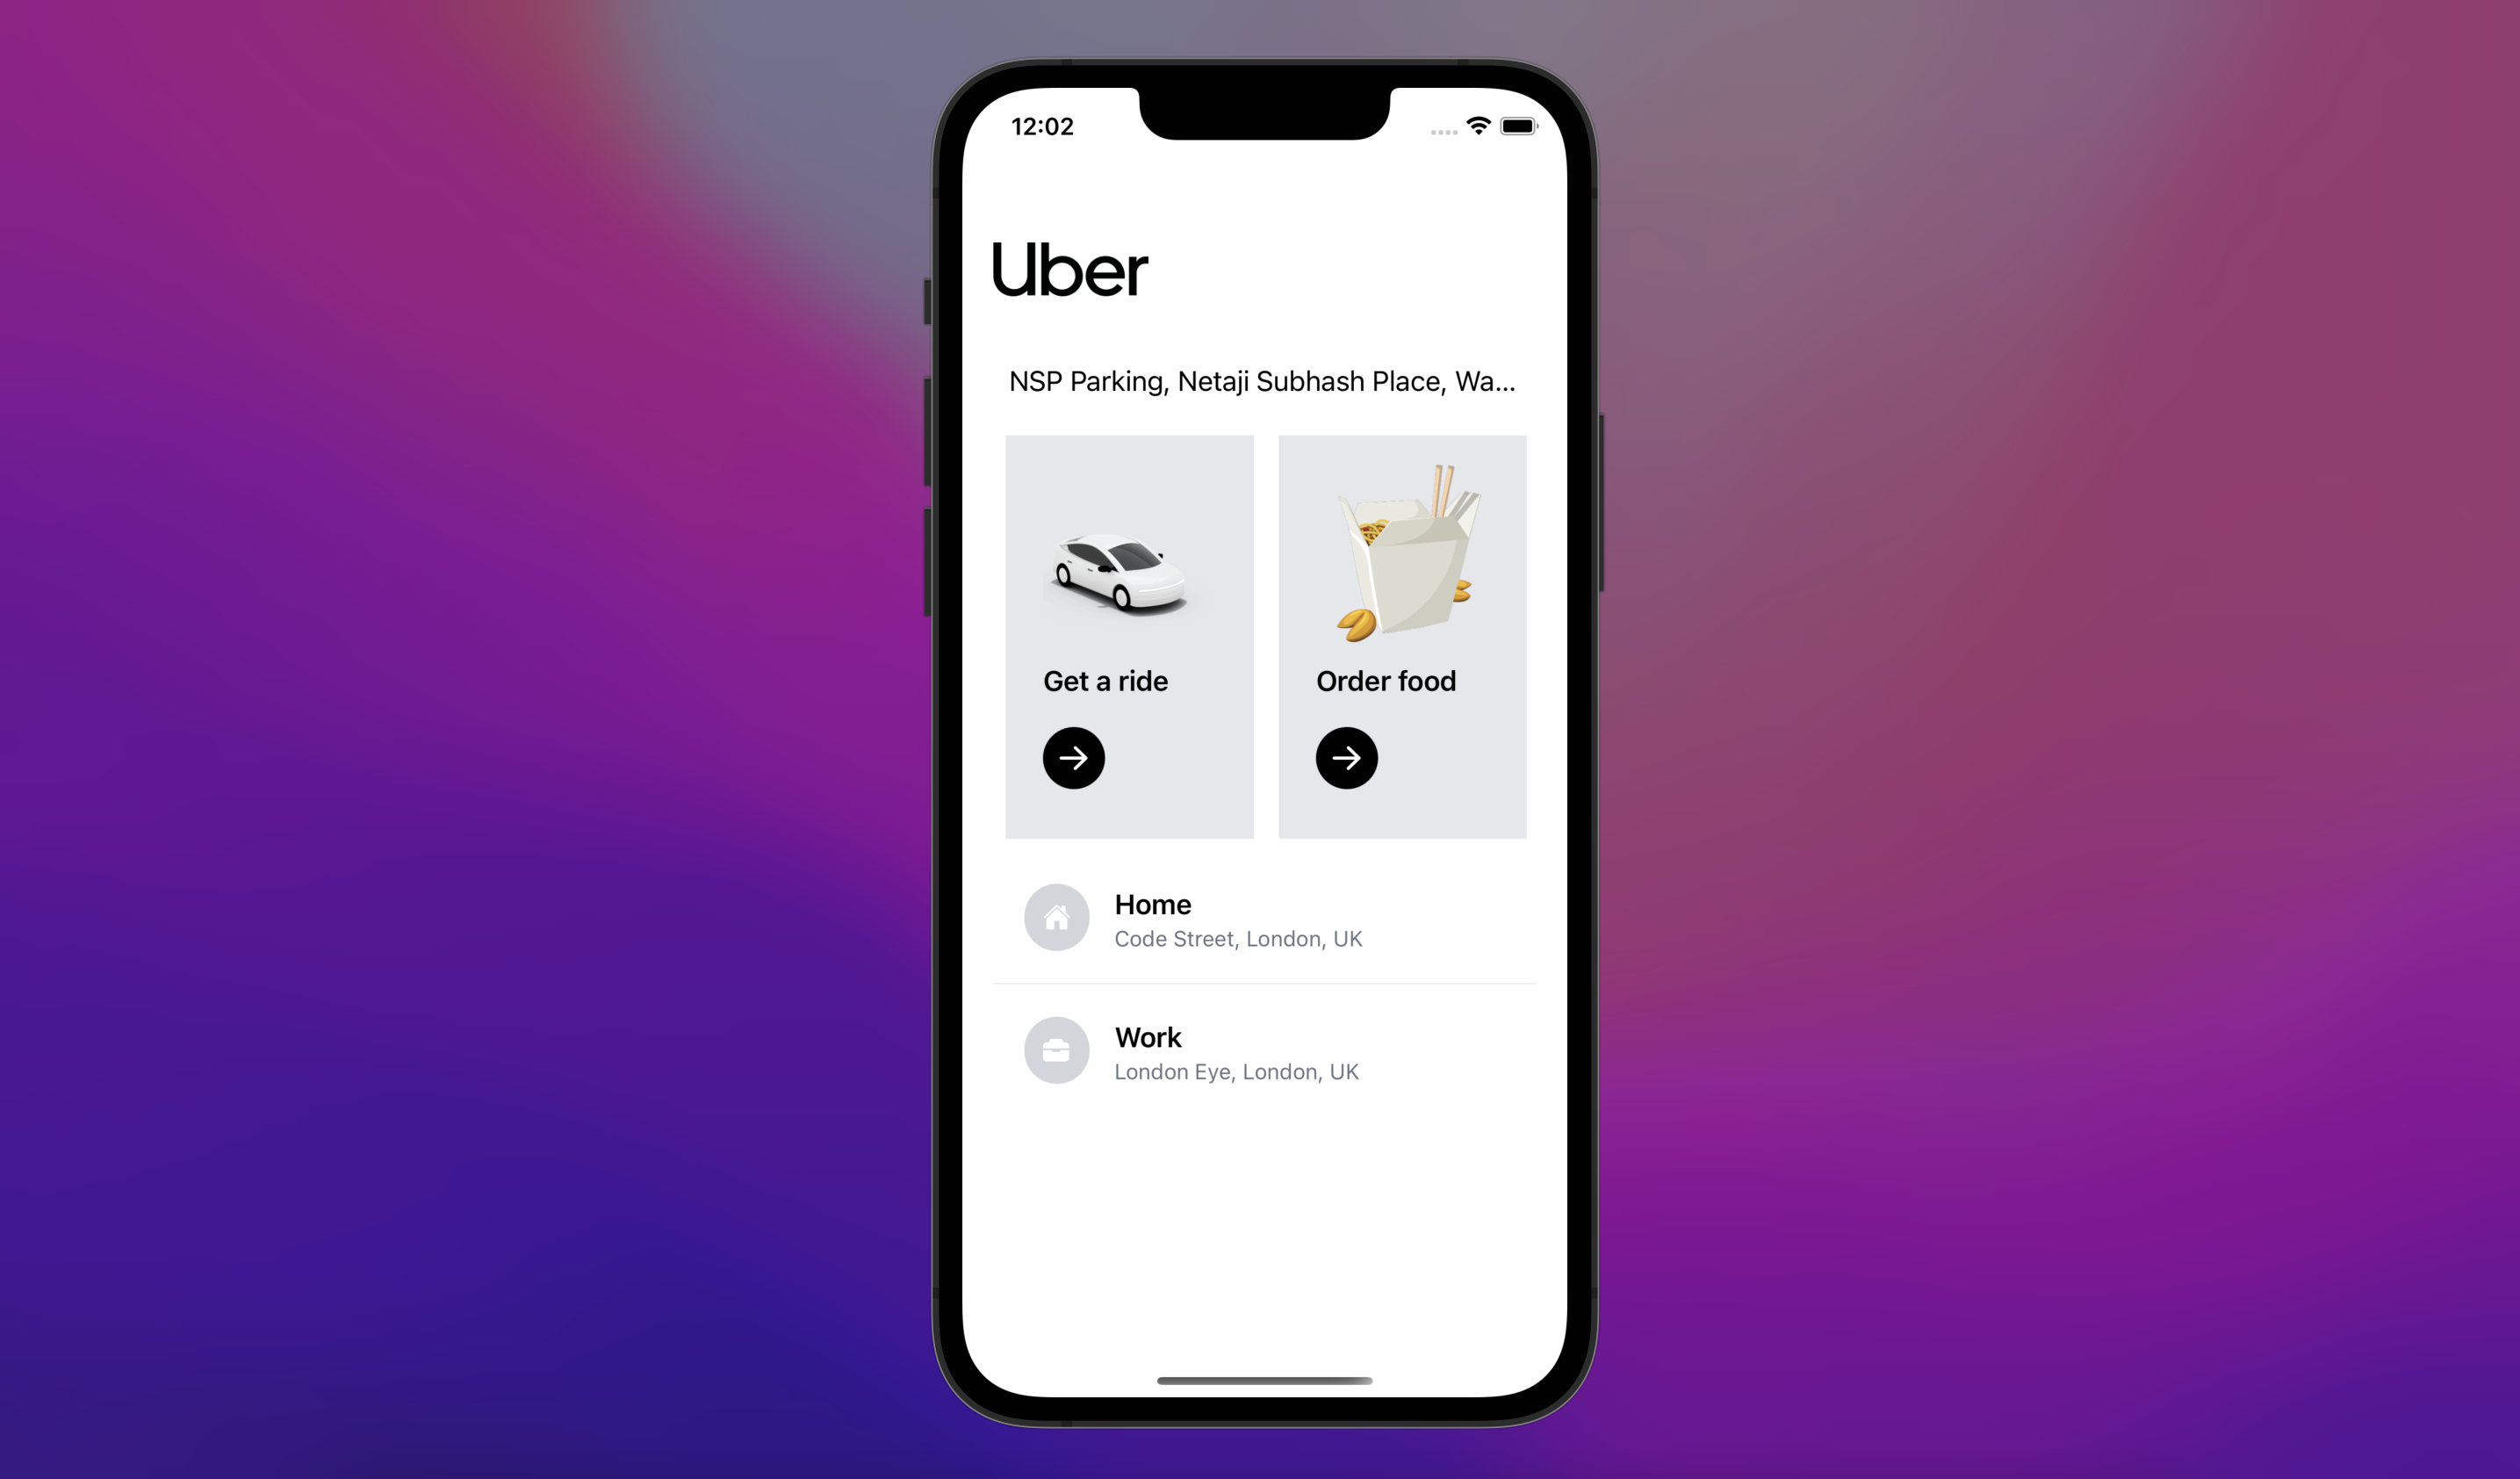 12:02
Uber
NSP Parking, Netaji Subhash Place, Wa...
Get a ride
Order food
Home
Code Street, London, UK
Work
London Eye, London, UK